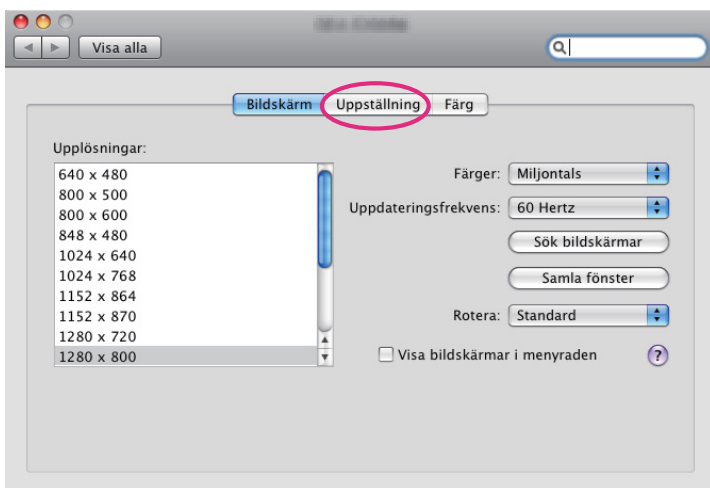 Visa alla
Bildskärm Uppställning Färg
Upplösningar:
640 x 480
800 x 500
800 x 600
848 x 480
1024 x 640
1024 x 768
1152 x 864
1152 x 870
1280 x 720
1280 x 800
Färger: Miljontals
Uppdateringsfrekvens: 60 Hertz
Sök bildskärmar
Samla fönster
Rotera: Standard
Visa bildskärmar i menyraden ?